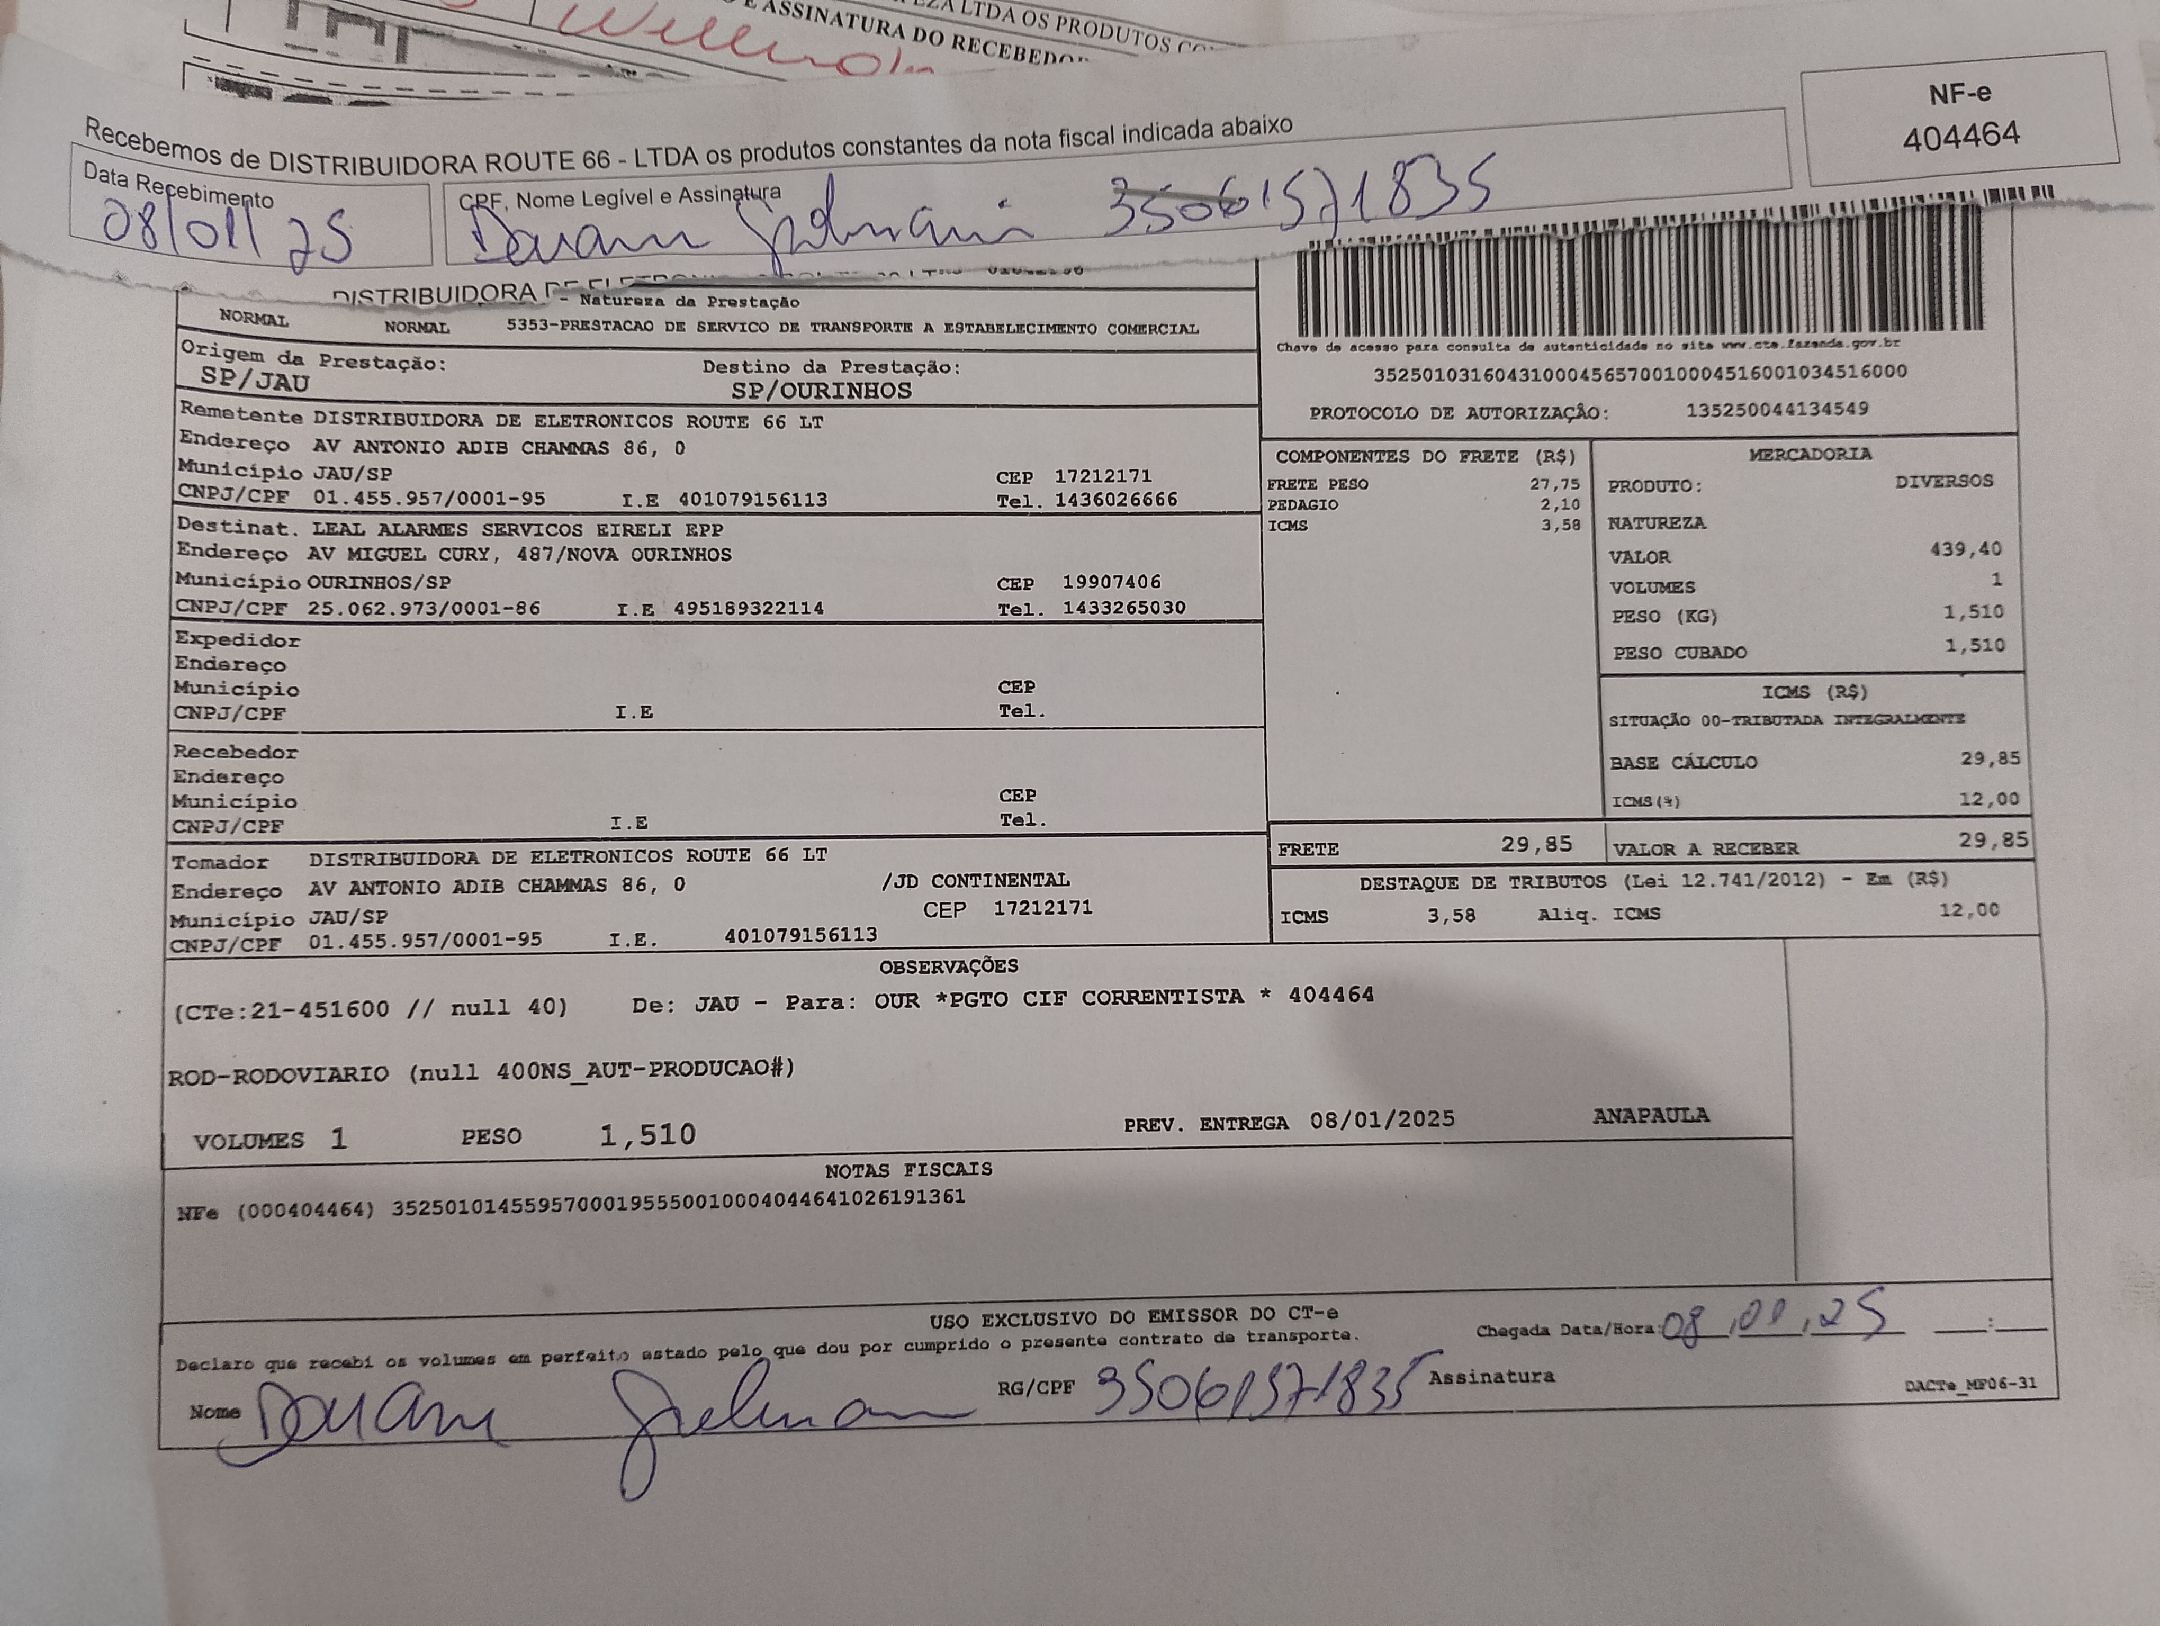 LTDA OS PRODUTOS
E ASSINATURA DO RECEBEDOR
Recebemos de DISTRIBUIDORA ROUTE 66 - LTDA os produtos constantes da nota fiscal indicada abaixo
NF-e
404464
Data Recebimento
08/01/25
CPF, Nome Legível e Assinatura
35061571835
DISTRIBUIDORA DE
- Natureza da Prestação
NORMAL NORMAL 5353-PRESTACAO DE SERVICO DE TRANSPORTE A ESTABELECIMENTO COMERCIAL
Chave de acesso para consulta de autenticidade no site www.cte.fazenda.gov.br
35250103160431000456570010004516001034516000
PROTOCOLO DE AUTORIZAÇÃO: 135250044134549
Origem da Prestação:
SP/JAU
Destino da Prestação:
SP/OURINHOS
Remetente DISTRIBUIDORA DE ELETRONICOS ROUTE 66 LT
Endereço AV ANTONIO ADIB CHAMMAS 86, 0
Município JAU/SP CEP 17212171
CNPJ/CPF 01.455.957/0001-95 I.E 401079156113 Tel. 1436026666
Destinat. LEAL ALARMES SERVICOS EIRELI EPP
Endereço AV MIGUEL CURY, 487/NOVA OURINHOS
Município OURINHOS/SP CEP 19907406
CNPJ/CPF 25.062.973/0001-86 I.E 495189322114 Tel. 1433265030
Expedidor
Endereço
Município CEP
CNPJ/CPF I.E Tel.
Recebedor
Endereço
Município CEP
CNPJ/CPF I.E Tel.
Tomador DISTRIBUIDORA DE ELETRONICOS ROUTE 66 LT
Endereço AV ANTONIO ADIB CHAMMAS 86, 0 /JD CONTINENTAL
Município JAU/SP CEP 17212171
CNPJ/CPF 01.455.957/0001-95 I.E. 401079156113
COMPONENTES DO FRETE (R$)
FRETE PESO 27,75
PEDAGIO 2,10
ICMS 3,58
MERCADORIA
PRODUTO: DIVERSOS
NATUREZA
VALOR 439,40
VOLUMES 1
PESO (KG) 1,510
PESO CUBADO 1,510
ICMS (R$)
SITUAÇÃO 00-TRIBUTADA INTEGRALMENTE
BASE CÁLCULO 29,85
ICMS(%) 12,00
FRETE 29,85 VALOR A RECEBER 29,85
DESTAQUE DE TRIBUTOS (Lei 12.741/2012) - Em (R$)
ICMS 3,58 Aliq. ICMS 12,00
OBSERVAÇÕES
(CTe:21-451600 // null 40) De: JAU - Para: OUR *PGTO CIF CORRENTISTA * 404464
ROD-RODOVIARIO (null 400NS_AUT-PRODUCAO#)
VOLUMES 1 PESO 1,510 PREV. ENTREGA 08/01/2025 ANAPAULA
NOTAS FISCAIS
NFe (000404464) 35250101455957000195550010004044641026191361
USO EXCLUSIVO DO EMISSOR DO CT-e
Declaro que recebi os volumes em perfeito estado pelo que dou por cumprido o presente contrato de transporte.
Chegada Data/Hora: 08,01,25 :
Nome RG/CPF 35061571835 Assinatura
DACTe_MF06-31